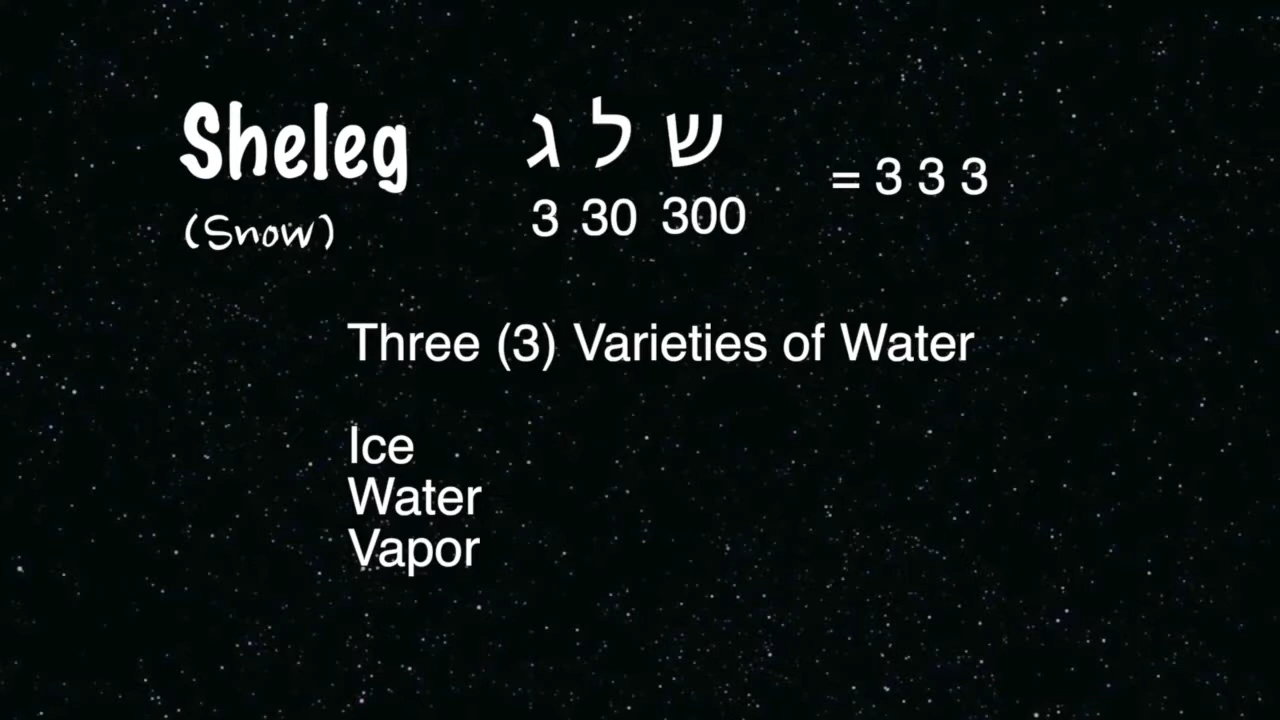 Sheleg
ש ל ג
= 3 3 3
(Snow)
3 30 300
Three (3) Varieties of Water
Ice
Water
Vapor